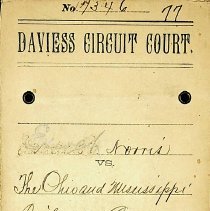 No 7346 77
DAVIESS CIRCUIT COURT.
Norris
VS.
The Ohio and Mississippi